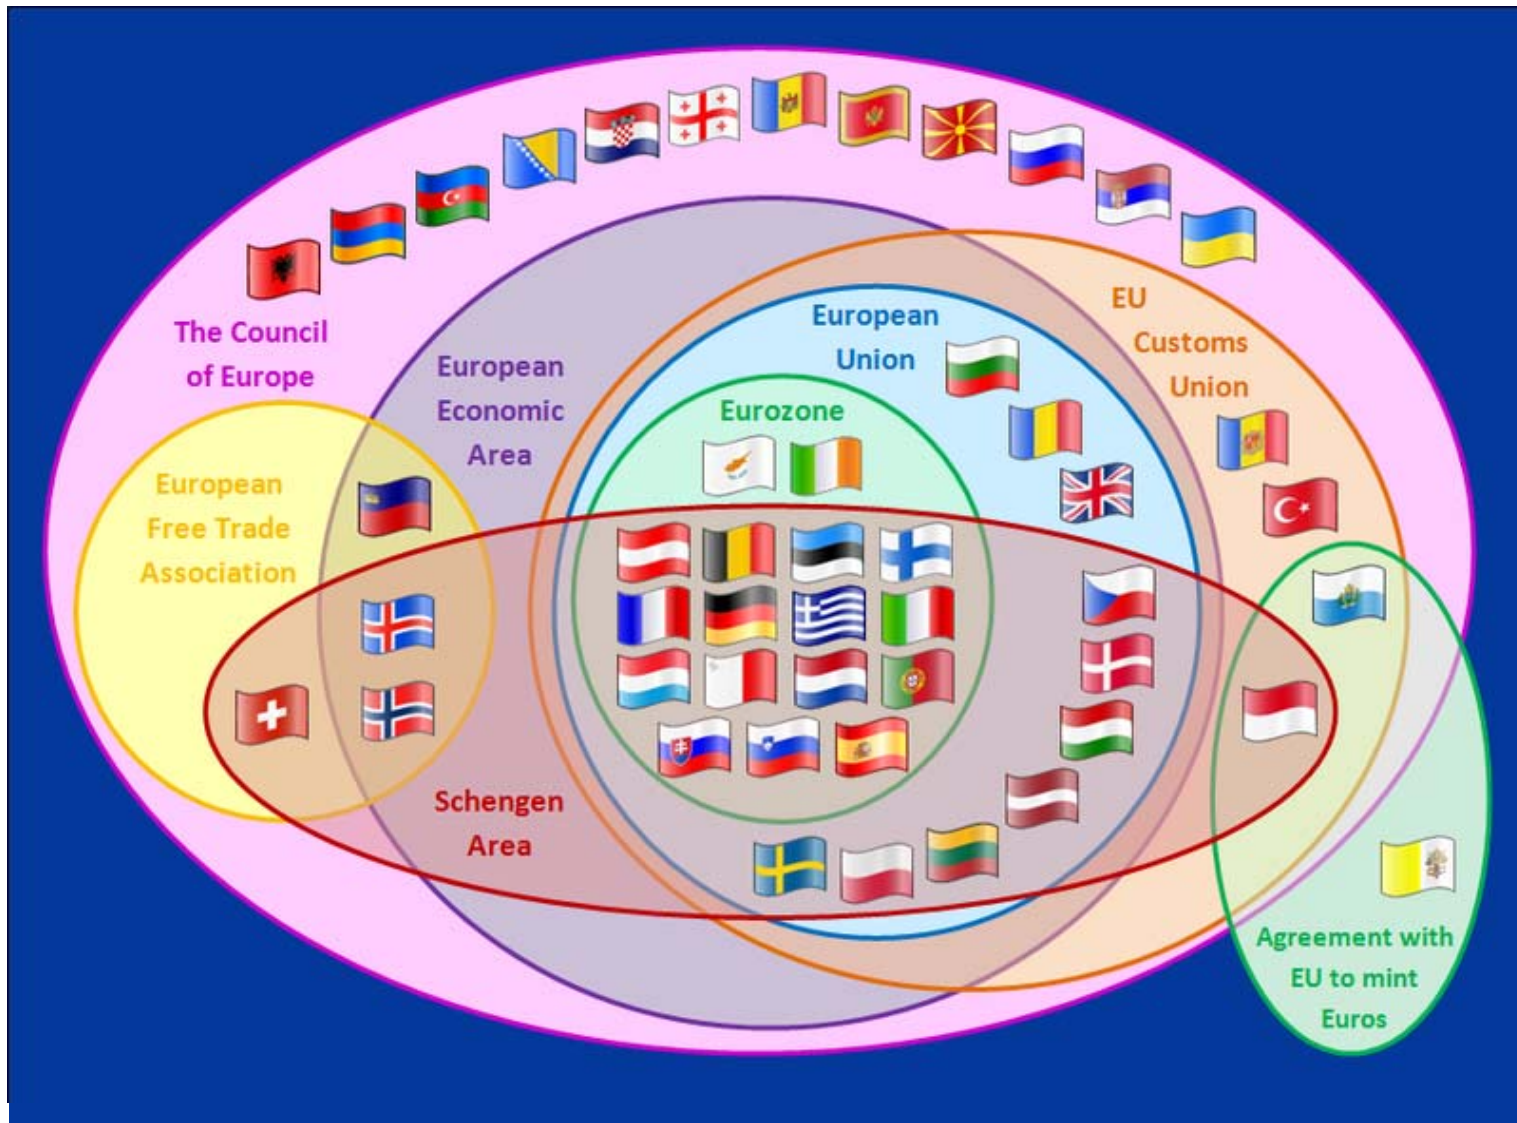 The Council
of Europe
European
Economic
Area
European
Free Trade
Association
European
Union
EU
Customs
Union
Eurozone
Schengen
Area
Agreement with
EU to mint
Euros